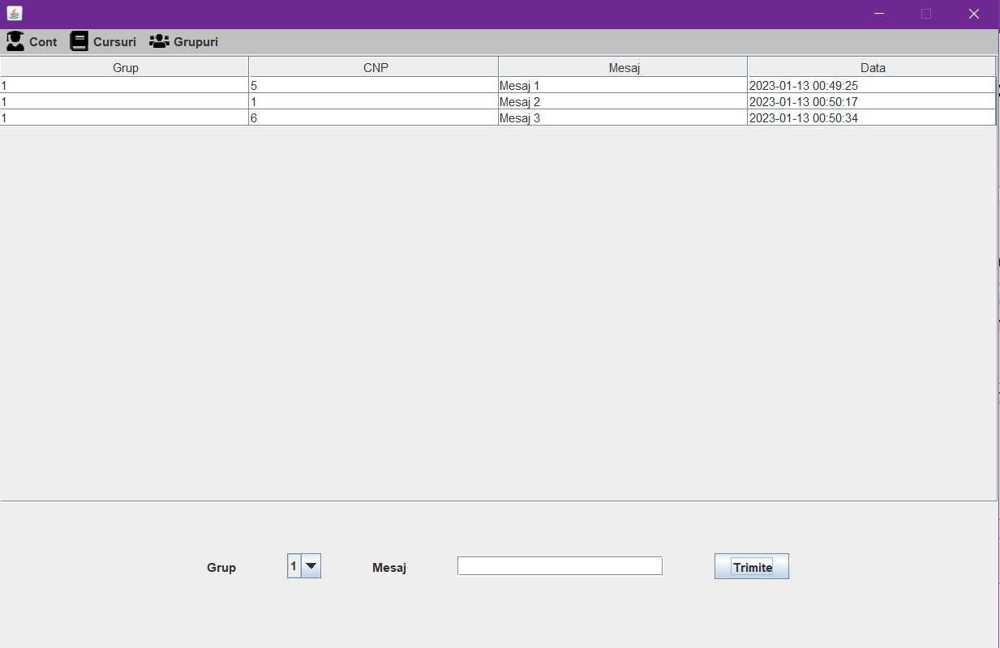 Cont Cursuri Grupuri
Grup CNP Mesaj Data
1 5 Mesaj 1 2023-01-13 00:49:25
1 1 Mesaj 2 2023-01-13 00:50:17
1 6 Mesaj 3 2023-01-13 00:50:34
Grup 1 Mesaj Trimite